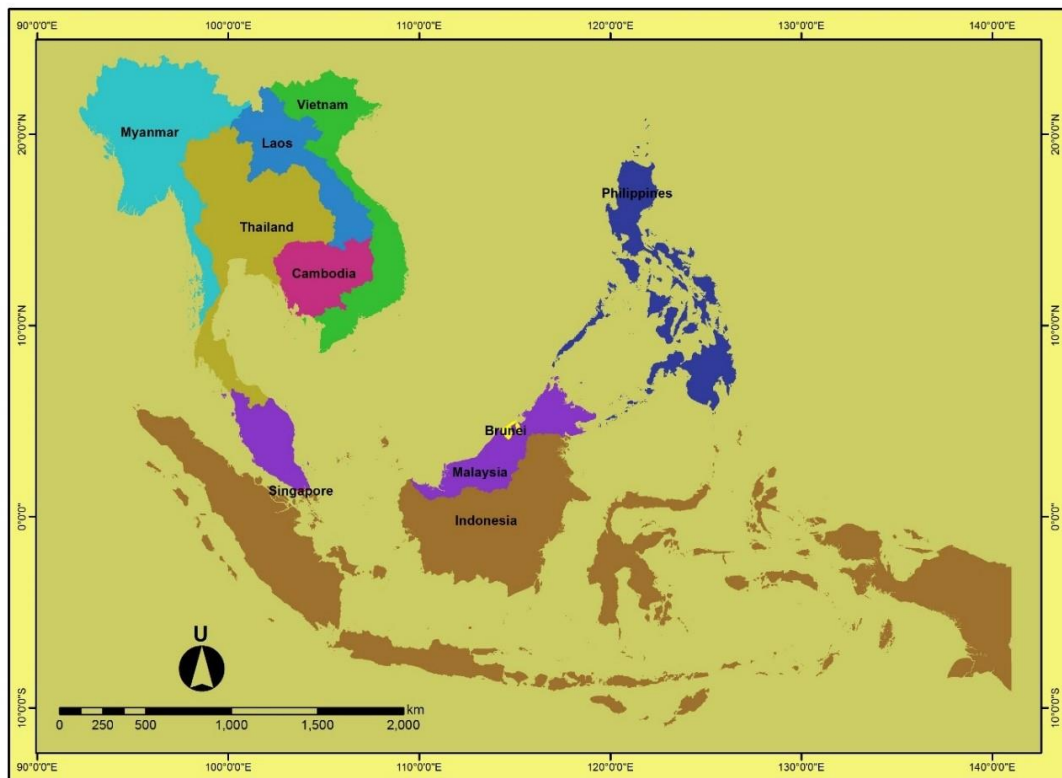 90°0'0"E 100°0'0"E 110°0'0"E 120°0'0"E 130°0'0"E 140°0'0"E
Vietnam
Myanmar
20°0'0"N 20°0'0"N
Laos
Philippines
Thailand
Cambodia
10°0'0"N 10°0'0"N
Brunei
Malaysia
Singapore
Indonesia
0°0'0" 0°0'0"
U
10°0'0"S 10°0'0"S
km
0 250 500 1,000 1,500 2,000
90°0'0"E 100°0'0"E 110°0'0"E 120°0'0"E 130°0'0"E 140°0'0"E